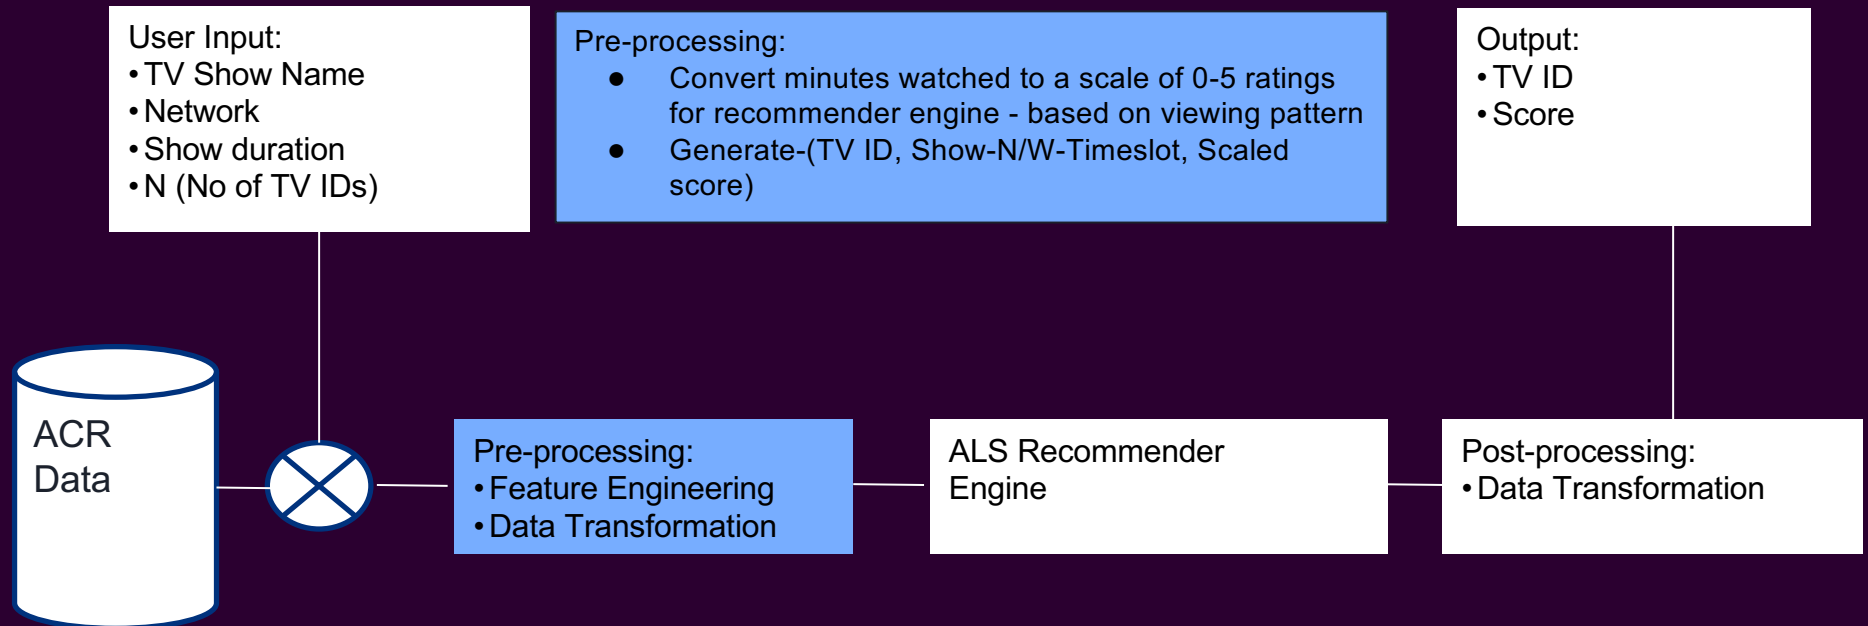 User Input:
•TV Show Name
•Network
•Show duration
•N (No of TV IDs)
Pre-processing:
● Convert minutes watched to a scale of 0-5 ratings
for recommender engine - based on viewing pattern
● Generate-(TV ID, Show-N/W-Timeslot, Scaled
score)
Output:
•TV ID
•Score
ACR
Data
Pre-processing:
•Feature Engineering
•Data Transformation
ALS Recommender
Engine
Post-processing:
•Data Transformation